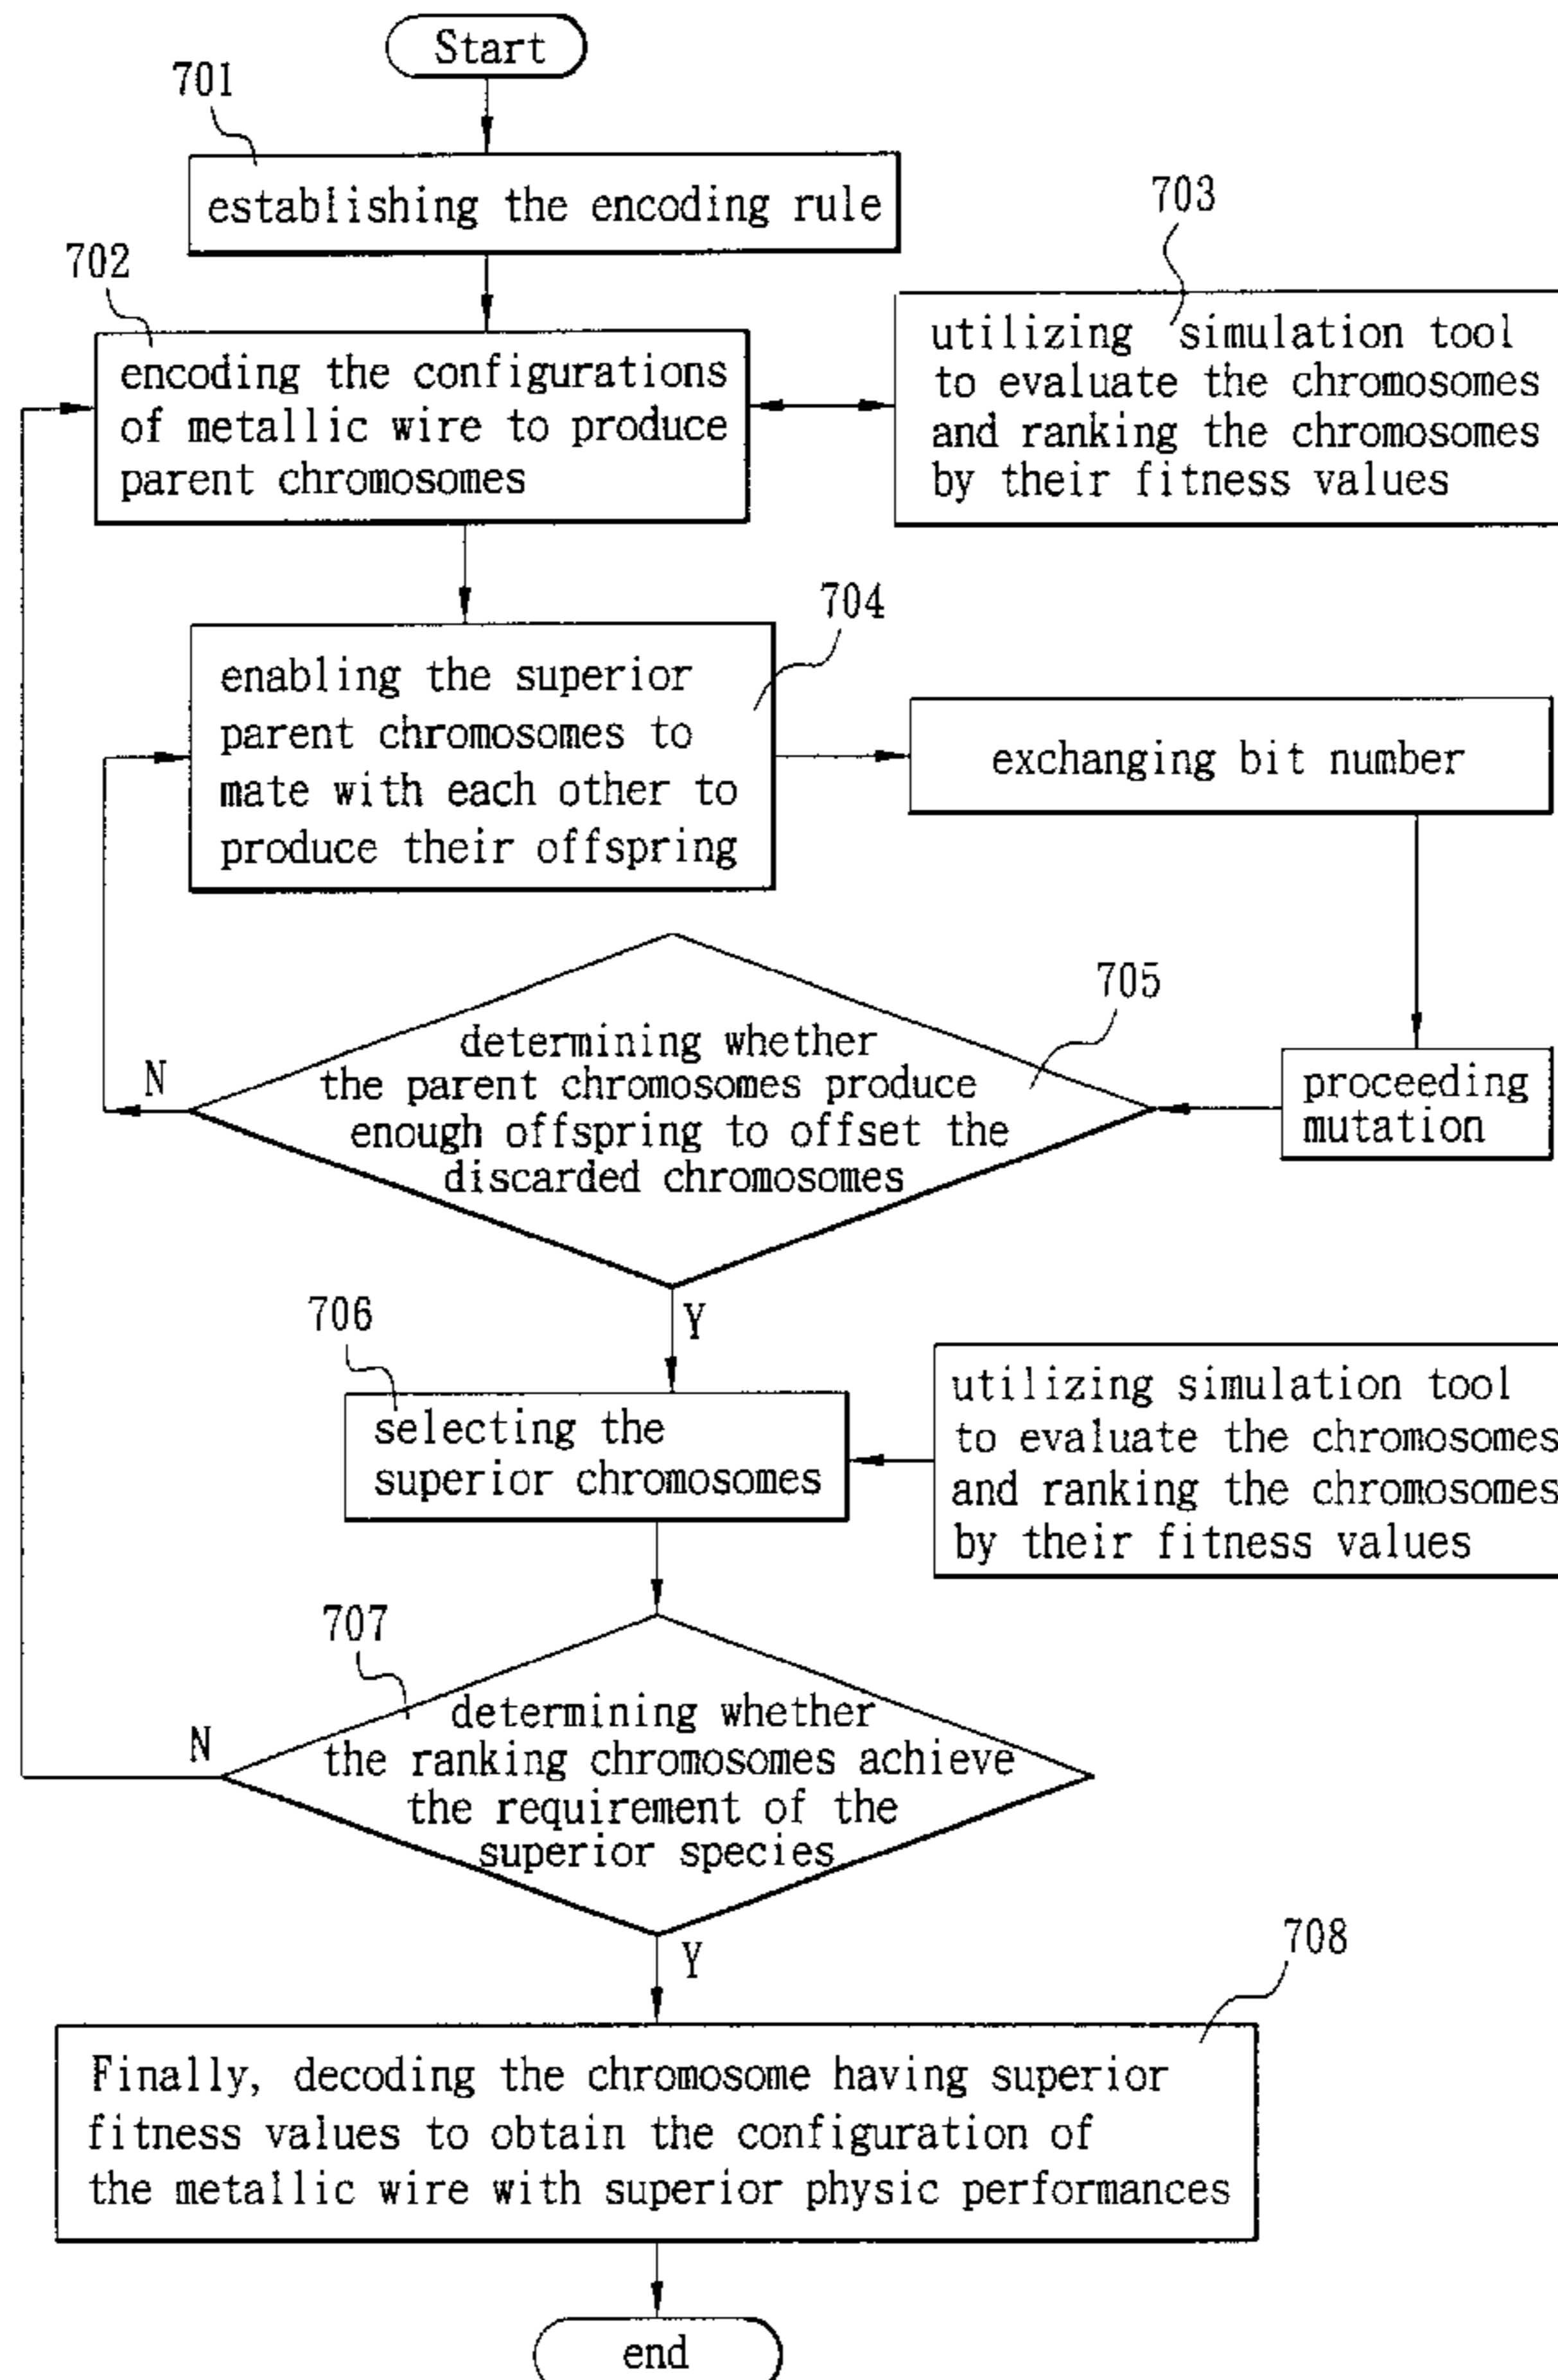 Start
701
establishing the encoding rule
702
encoding the configurations
of metallic wire to produce
parent chromosomes
703
utilizing simulation tool
to evaluate the chromosomes
and ranking the chromosomes
by their fitness values
704
enabling the superior
parent chromosomes to
mate with each other to
produce their offspring
exchanging bit number
705
determining whether
the parent chromosomes produce
enough offspring to offset the
discarded chromosomes
N
proceeding
mutation
Y
706
selecting the
superior chromosomes
utilizing simulation tool
to evaluate the chromosomes
and ranking the chromosomes
by their fitness values
707
determining whether
the ranking chromosomes achieve
the requirement of the
superior species
N
Y
708
Finally, decoding the chromosome having superior
fitness values to obtain the configuration of
the metallic wire with superior physic performances
end